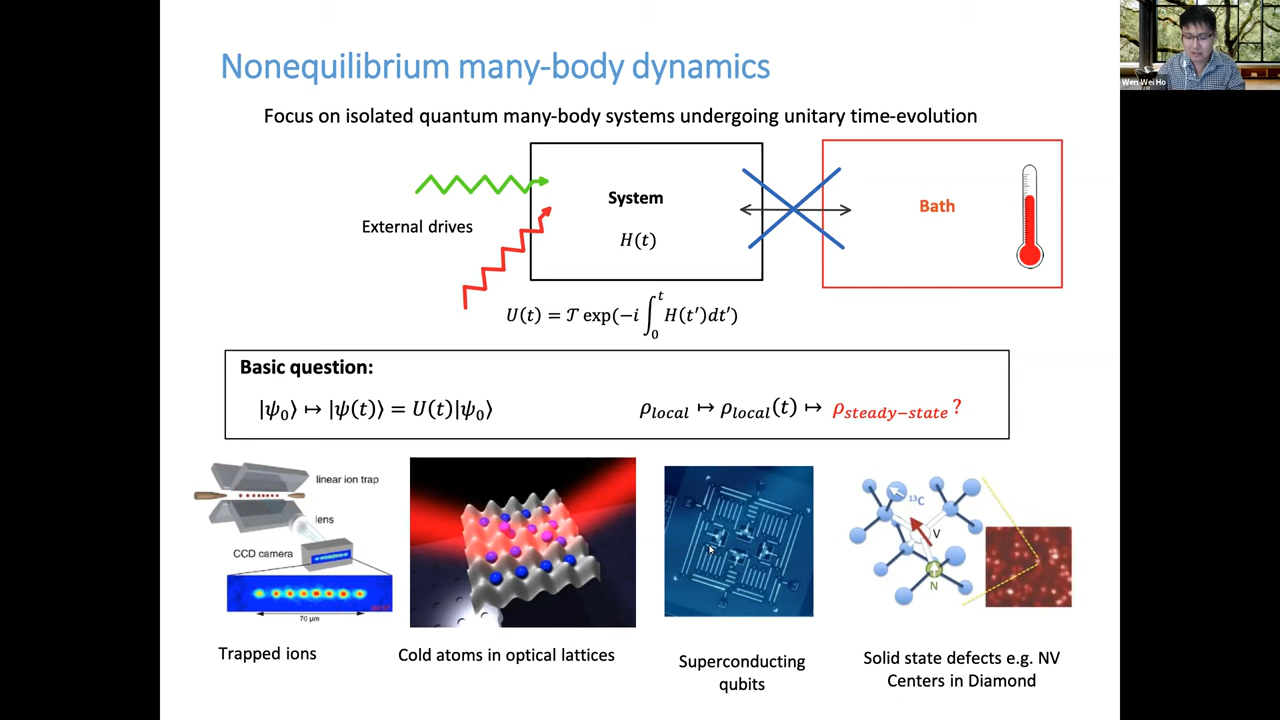 Nonequilibrium many-body dynamics
Wen Wei Ho
Focus on isolated quantum many-body systems undergoing unitary time-evolution
System
Bath
External drives
H(t)
U(t) = 𝒯 exp(−i ∫₀ᵗ H(t′)dt′)
Basic question:
|ψ₀⟩ ↦ |ψ(t)⟩ = U(t)|ψ₀⟩
ρ_local ↦ ρ_local(t) ↦ ρ_steady−state ?
linear ion trap
lens
CCD camera
70 µm
¹³C
V
N
Trapped ions
Cold atoms in optical lattices
Superconducting
qubits
Solid state defects e.g. NV
Centers in Diamond